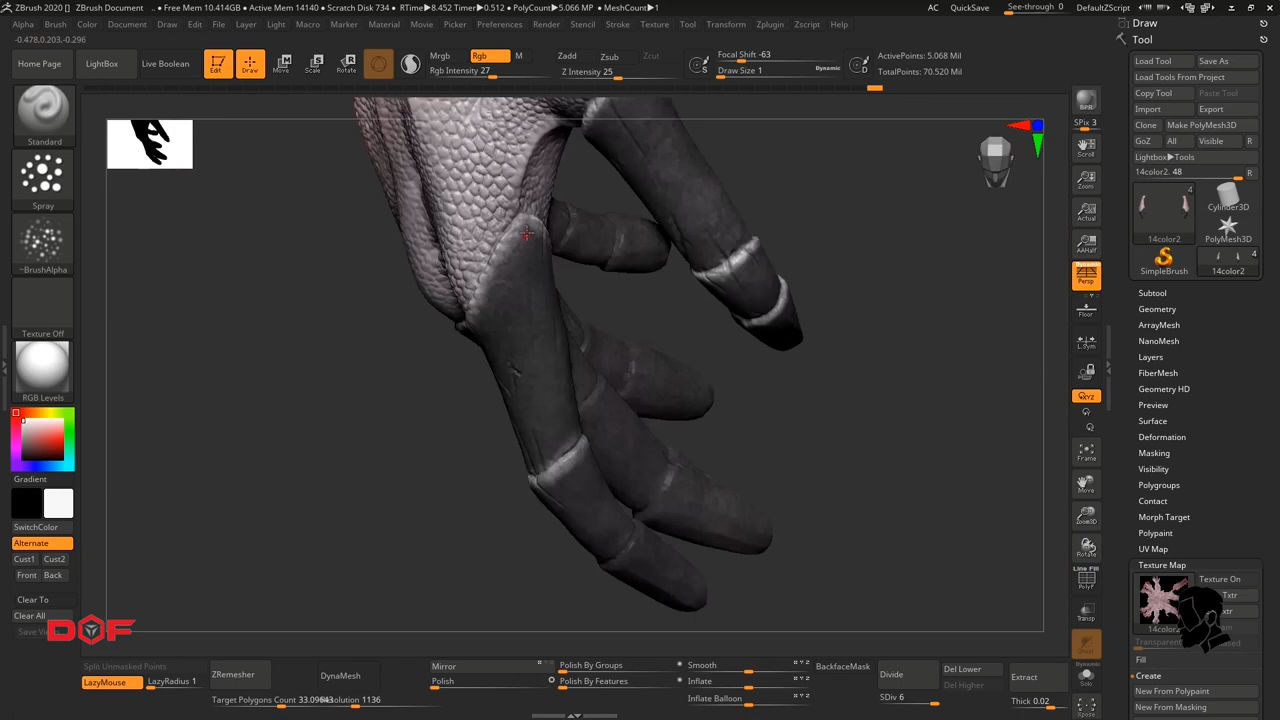 ZBrush 2020 [] ZBrush Document .. ● Free Mem 10.414GB ● Active Mem 14140 ● Scratch Disk 734 ● RTime▶8.452 Timer▶0.512 ● PolyCount▶5.066 MP ● MeshCount▶1 AC QuickSave See-through 0 DefaultZScript
Alpha Brush Color Document Draw Edit File Layer Light Macro Marker Material Movie Picker Preferences Render Stencil Stroke Texture Tool Transform Zplugin Zscript Help
-0.478,0.203,-0.296
Home Page LightBox Live Boolean Edit Draw Move Scale Rotate
Mrgb Rgb M
Rgb Intensity 27
Zadd Zsub Zcut
Z Intensity 25
S
Focal Shift -63
Draw Size 1 Dynamic
D
ActivePoints: 5.068 Mil
TotalPoints: 70.520 Mil
Standard
Spray
~BrushAlpha
Texture Off
RGB Levels
Gradient
SwitchColor
Alternate
Cust1 Cust2
Front Back
Clear To
Clear All
DOF
BPR
SPix 3
Scroll
Zoom
Actual
AAHalf
Dynamic
Persp
Floor
L.Sym
XYZ
Frame
Move
Zoom3D
Rotate
Line Fill
PolyF
Transp
Dynamic
Solo
Xpose
Draw
Tool
Load Tool Save As
Load Tools From Project
Copy Tool Paste Tool
Import Export
Clone Make PolyMesh3D
GoZ All Visible R
Lightbox▶Tools
14color2. 48 R
4
14color2
Cylinder3D
PolyMesh3D
SimpleBrush
4
14color2
Subtool
Geometry
ArrayMesh
NanoMesh
Layers
FiberMesh
Geometry HD
Preview
Surface
Deformation
Masking
Visibility
Polygroups
Contact
Morph Target
Polypaint
UV Map
Texture Map
Texture On
Txtr
Fill
Create
New From Polypaint
New From Masking
Split Unmasked Points
LazyMouse LazyRadius 1
ZRemesher
DynaMesh
Mirror
Polish
Polish By Groups
Polish By Features
Smooth
Inflate
Inflate Balloon
BackfaceMask
Divide
SDiv 6
Del Lower
Del Higher
Extract
Thick 0.02